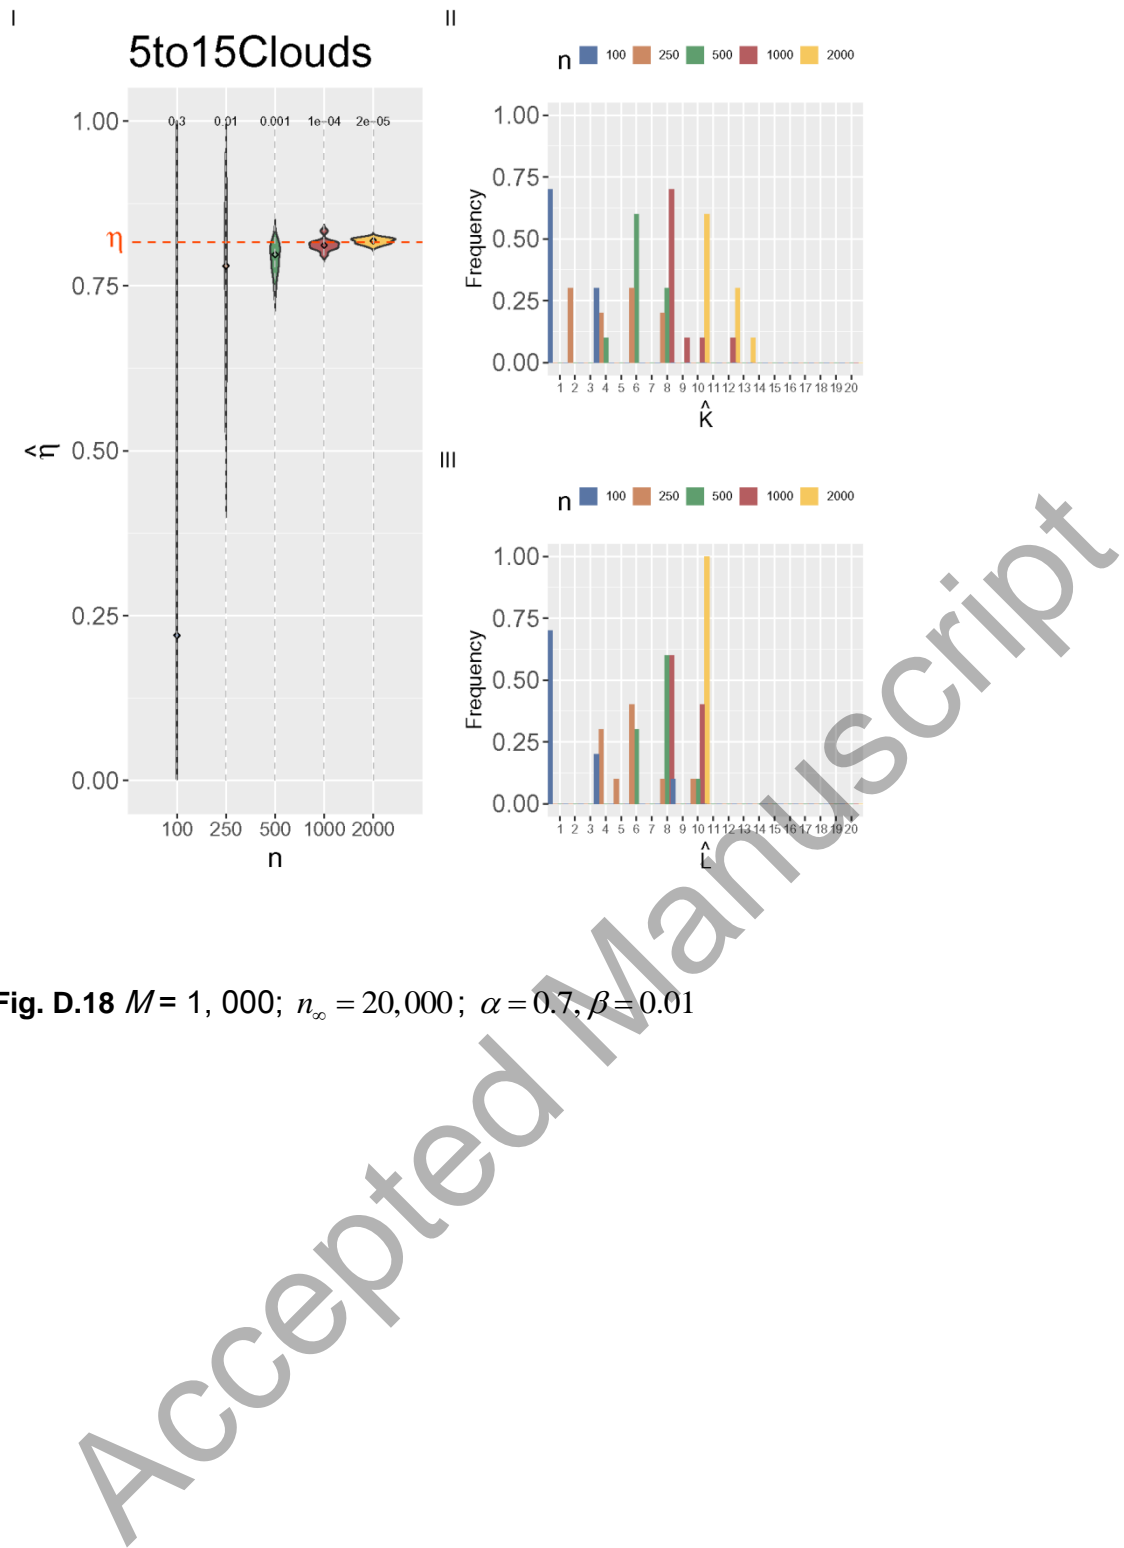 I
5to15Clouds
1.00
0.3 0.01 0.001 1e−04 2e−05
η
0.75
0.50
η̂
0.25
0.00
100 250 500 1000 2000
n
II
n 100 250 500 1000 2000
1.00
0.75
0.50
0.25
0.00
Frequency
1 2 3 4 5 6 7 8 9 10 11 12 13 14 15 16 17 18 19 20
K̂
III
n 100 250 500 1000 2000
1.00
0.75
0.50
0.25
0.00
Frequency
1 2 3 4 5 6 7 8 9 10 11 12 13 14 15 16 17 18 19 20
L̂
Fig. D.18 M = 1, 000; n∞ = 20,000; α = 0.7, β = 0.01
Accepted Manuscript